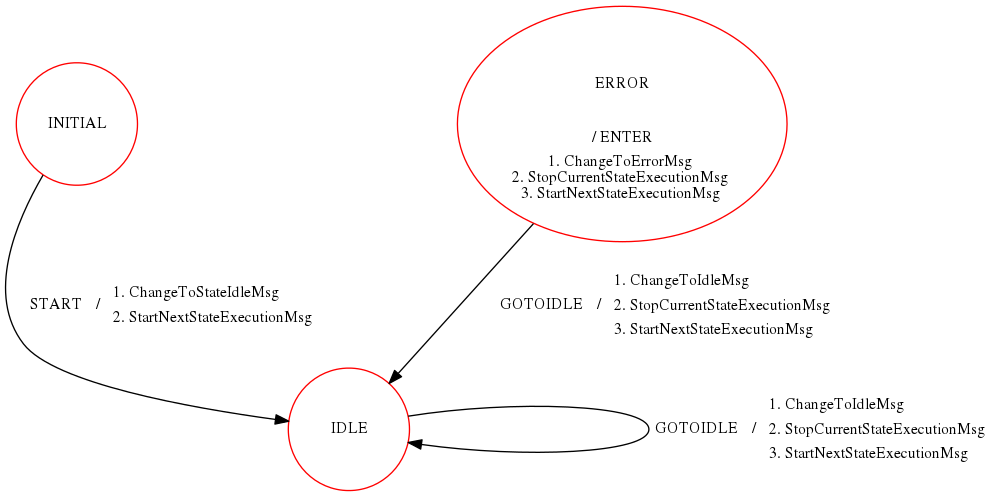 ERROR
INITIAL
/ ENTER
1. ChangeToErrorMsg
2. StopCurrentStateExecutionMsg
3. StartNextStateExecutionMsg
START /
1. ChangeToStateIdleMsg
2. StartNextStateExecutionMsg
GOTOIDLE /
1. ChangeToIdleMsg
2. StopCurrentStateExecutionMsg
3. StartNextStateExecutionMsg
IDLE
GOTOIDLE /
1. ChangeToIdleMsg
2. StopCurrentStateExecutionMsg
3. StartNextStateExecutionMsg